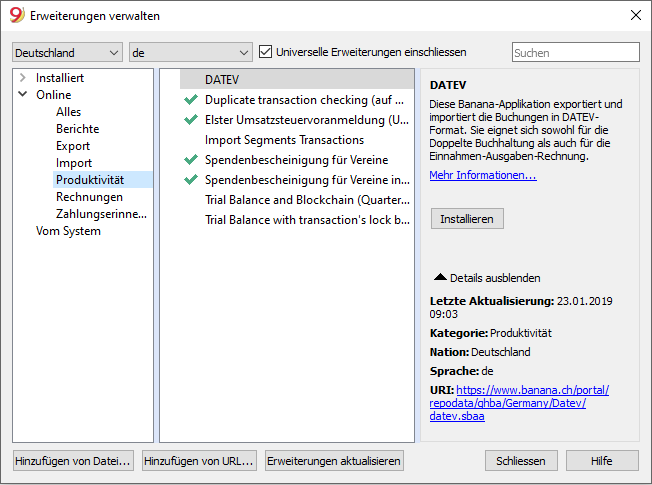 9 Erweiterungen verwalten
Deutschland
de
Universelle Erweiterungen einschliessen
Suchen
Installiert
Online
Alles
Berichte
Export
Import
Produktivität
Rechnungen
Zahlungserinne...
Vom System
DATEV
Duplicate transaction checking (auf ...
Elster Umsatzsteuervoranmeldung (U...
Import Segments Transactions
Spendenbescheinigung für Vereine
Spendenbescheinigung für Vereine in...
Trial Balance and Blockchain (Quarter...
Trial Balance with transaction's lock b...
DATEV
Diese Banana-Applikation exportiert und
importiert die Buchungen in DATEV-
Format. Sie eignet sich sowohl für die
Doppelte Buchhaltung als auch für die
Einnahmen-Ausgaben-Rechnung.
Mehr Informationen...
Installieren
Details ausblenden
Letzte Aktualisierung: 23.01.2019
09:03
Kategorie: Produktivität
Nation: Deutschland
Sprache: de
URI: https://www.banana.ch/portal/
repodata/qhba/Germany/Datev/
datev.sbaa
Hinzufügen von Datei...
Hinzufügen von URL...
Erweiterungen aktualisieren
Schliessen
Hilfe